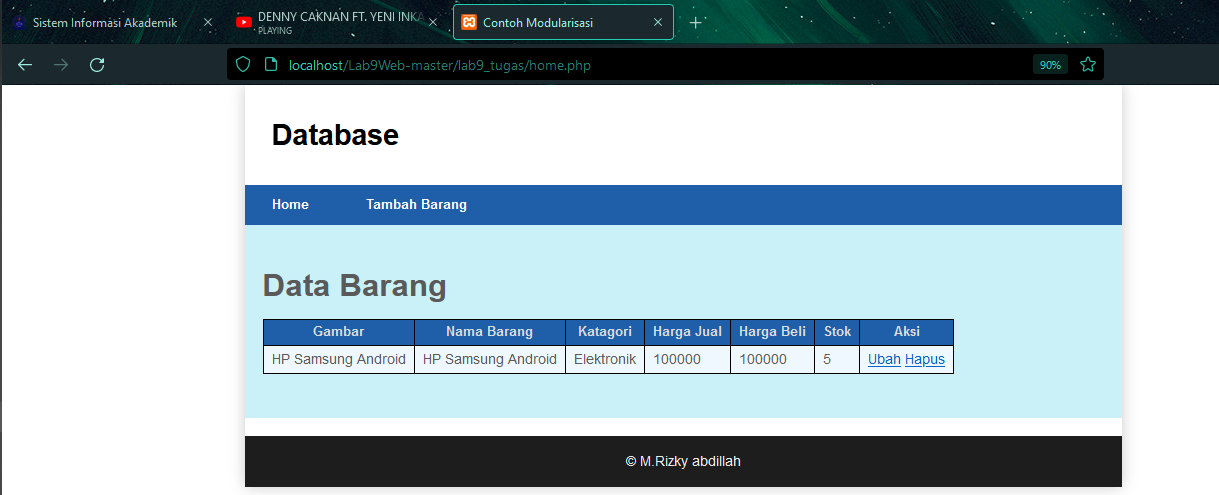 Sistem Informasi Akademik
DENNY CAKNAN FT. YENI INKA
PLAYING
Contoh Modularisasi
localhost/Lab9Web-master/lab9_tugas/home.php
90%
Database
Home Tambah Barang
Data Barang
Gambar Nama Barang Katagori Harga Jual Harga Beli Stok Aksi
HP Samsung Android HP Samsung Android Elektronik 100000 100000 5 Ubah Hapus
© M.Rizky abdillah